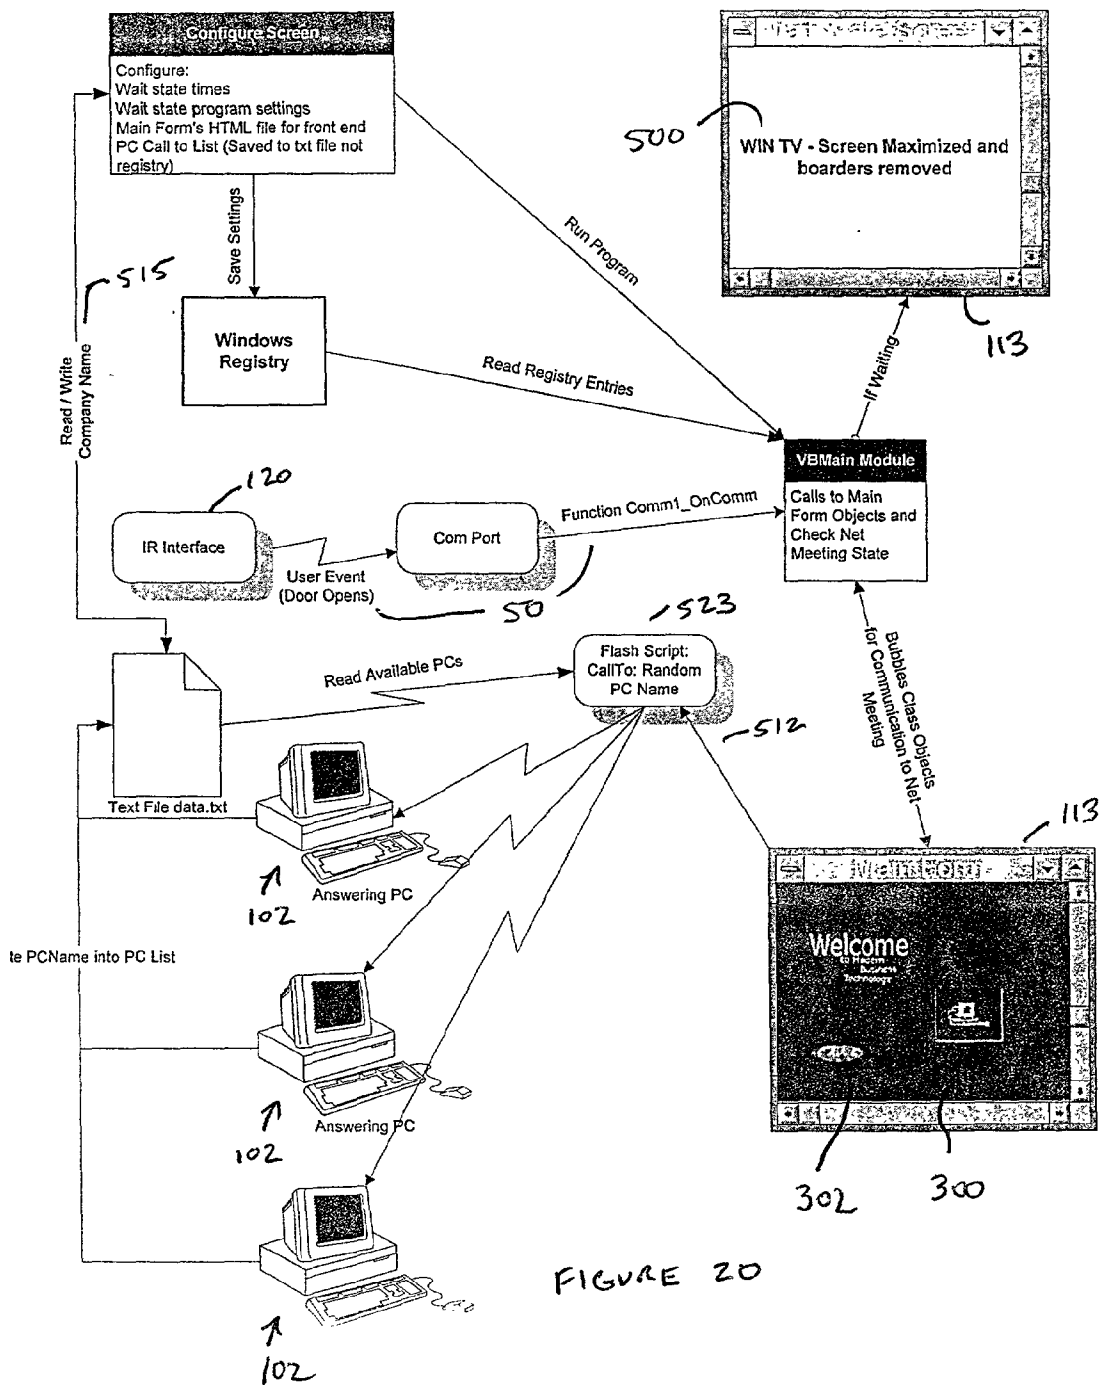 Configure Screen
Configure:
Wait state times
Wait state program settings
Main Form's HTML file for front end
PC Call to List (Saved to txt file not
registry)
500
WIN TV - Screen Maximized and
boarders removed
113
Save Settings
Run Program
515
Read / Write
Company Name
Windows
Registry
Read Registry Entries
If Waiting
VBMain Module
Calls to Main
Form Objects and
Check Net
Meeting State
120
IR Interface
Com Port
Function Comm1_OnComm
User Event
(Door Opens)
50
523
Flash Script:
CallTo: Random
PC Name
Read Available PCs
512
Bubbles Class Objects
for Communication to Net
Meeting
Text File data.txt
113
Main Form
Welcome
to Modern
Business
Technology
302
300
102
Answering PC
te PCName into PC List
102
Answering PC
102
FIGURE 20